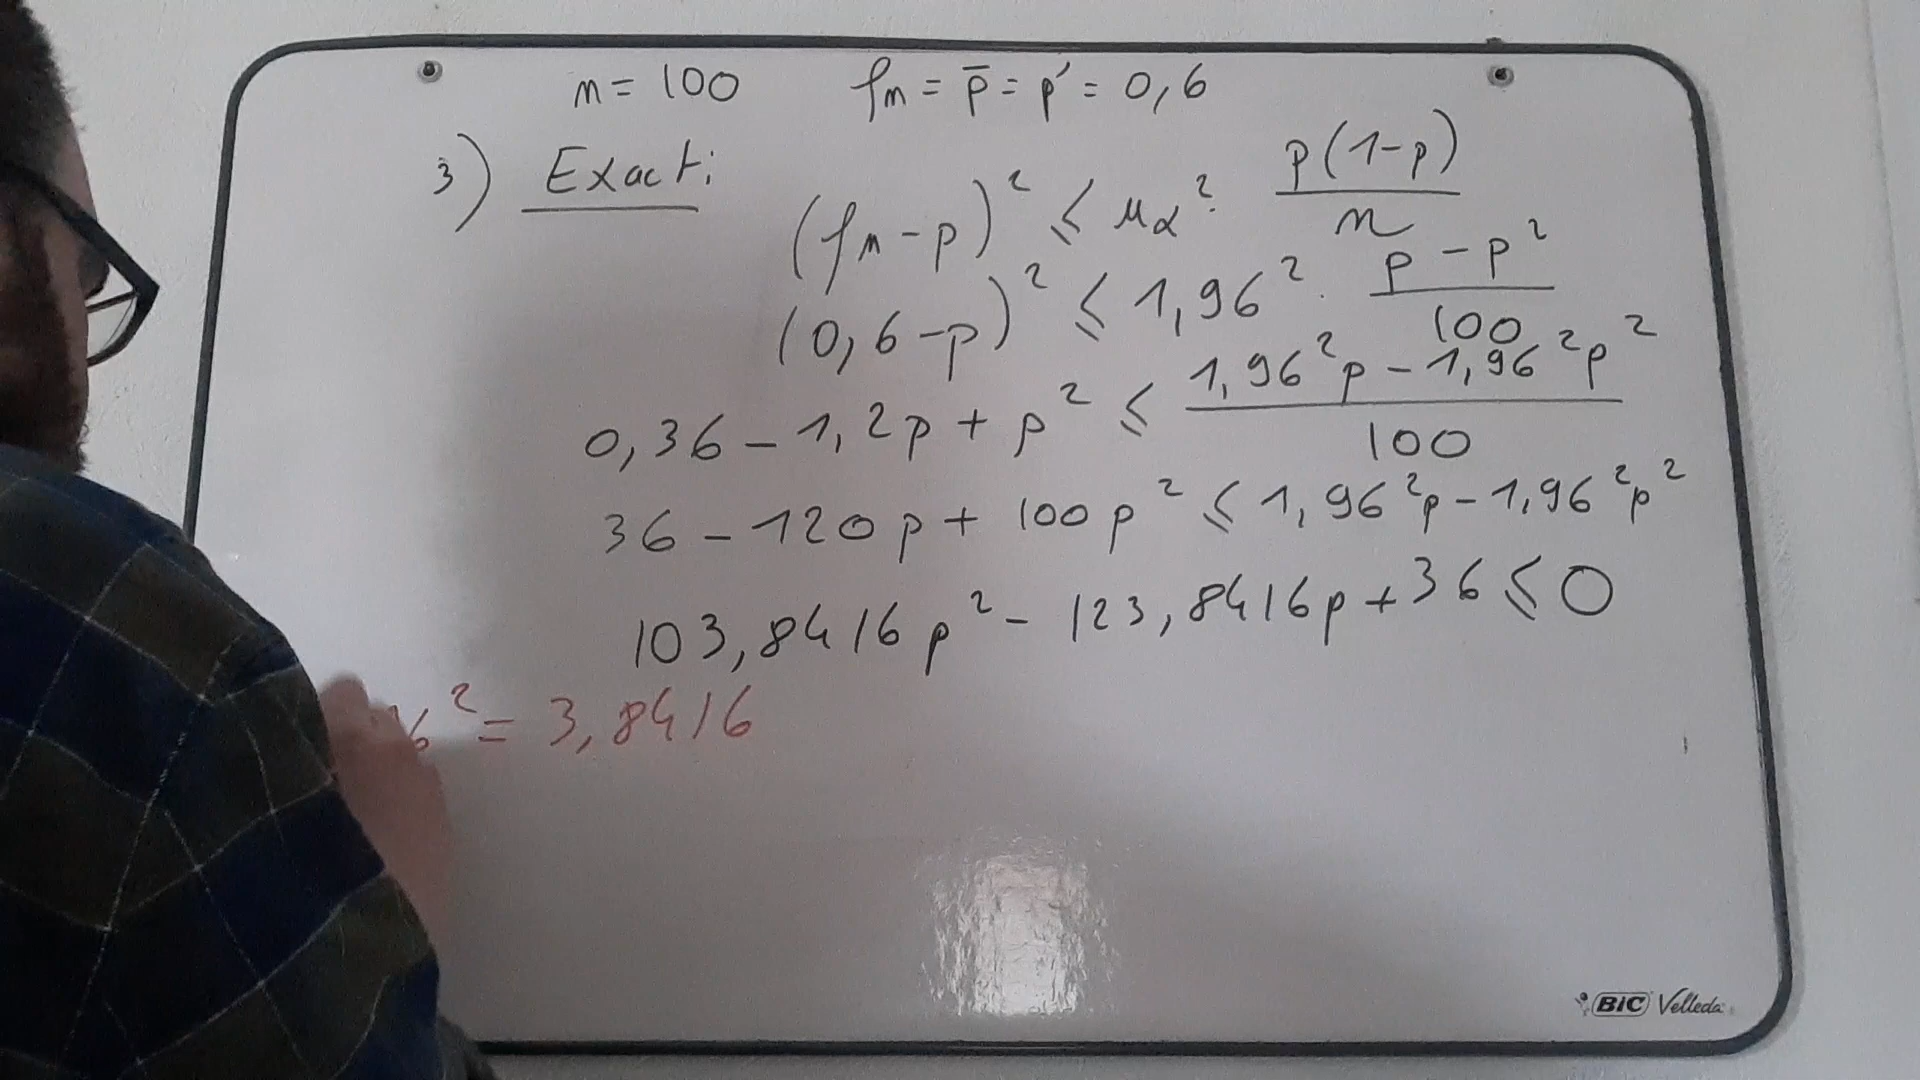 n = 100 fn = p̄ = p' = 0,6
3) Exact:
(fn - p)² ≤ uα² · p(1-p)/n
(0,6 - p)² ≤ 1,96² · p - p²/100
0,36 - 1,2p + p² ≤ 1,96²p - 1,96²p²/100
36 - 120p + 100p² ≤ 1,96²p - 1,96²p²
103,8416p² - 123,8416p + 36 ≤ 0
6² = 3,8416
BIC Velleda